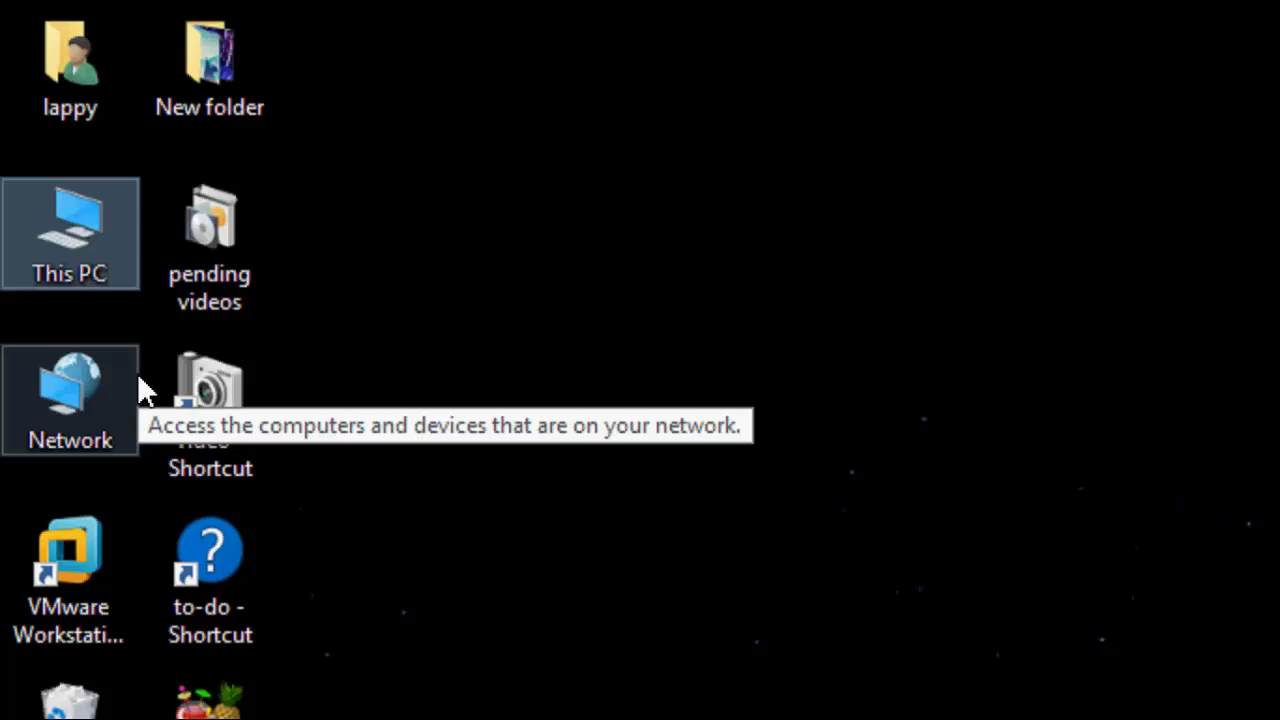 lappy
New folder
This PC
pending
videos
Network
Access the computers and devices that are on your network.
Shortcut
VMware
Workstati...
to-do -
Shortcut